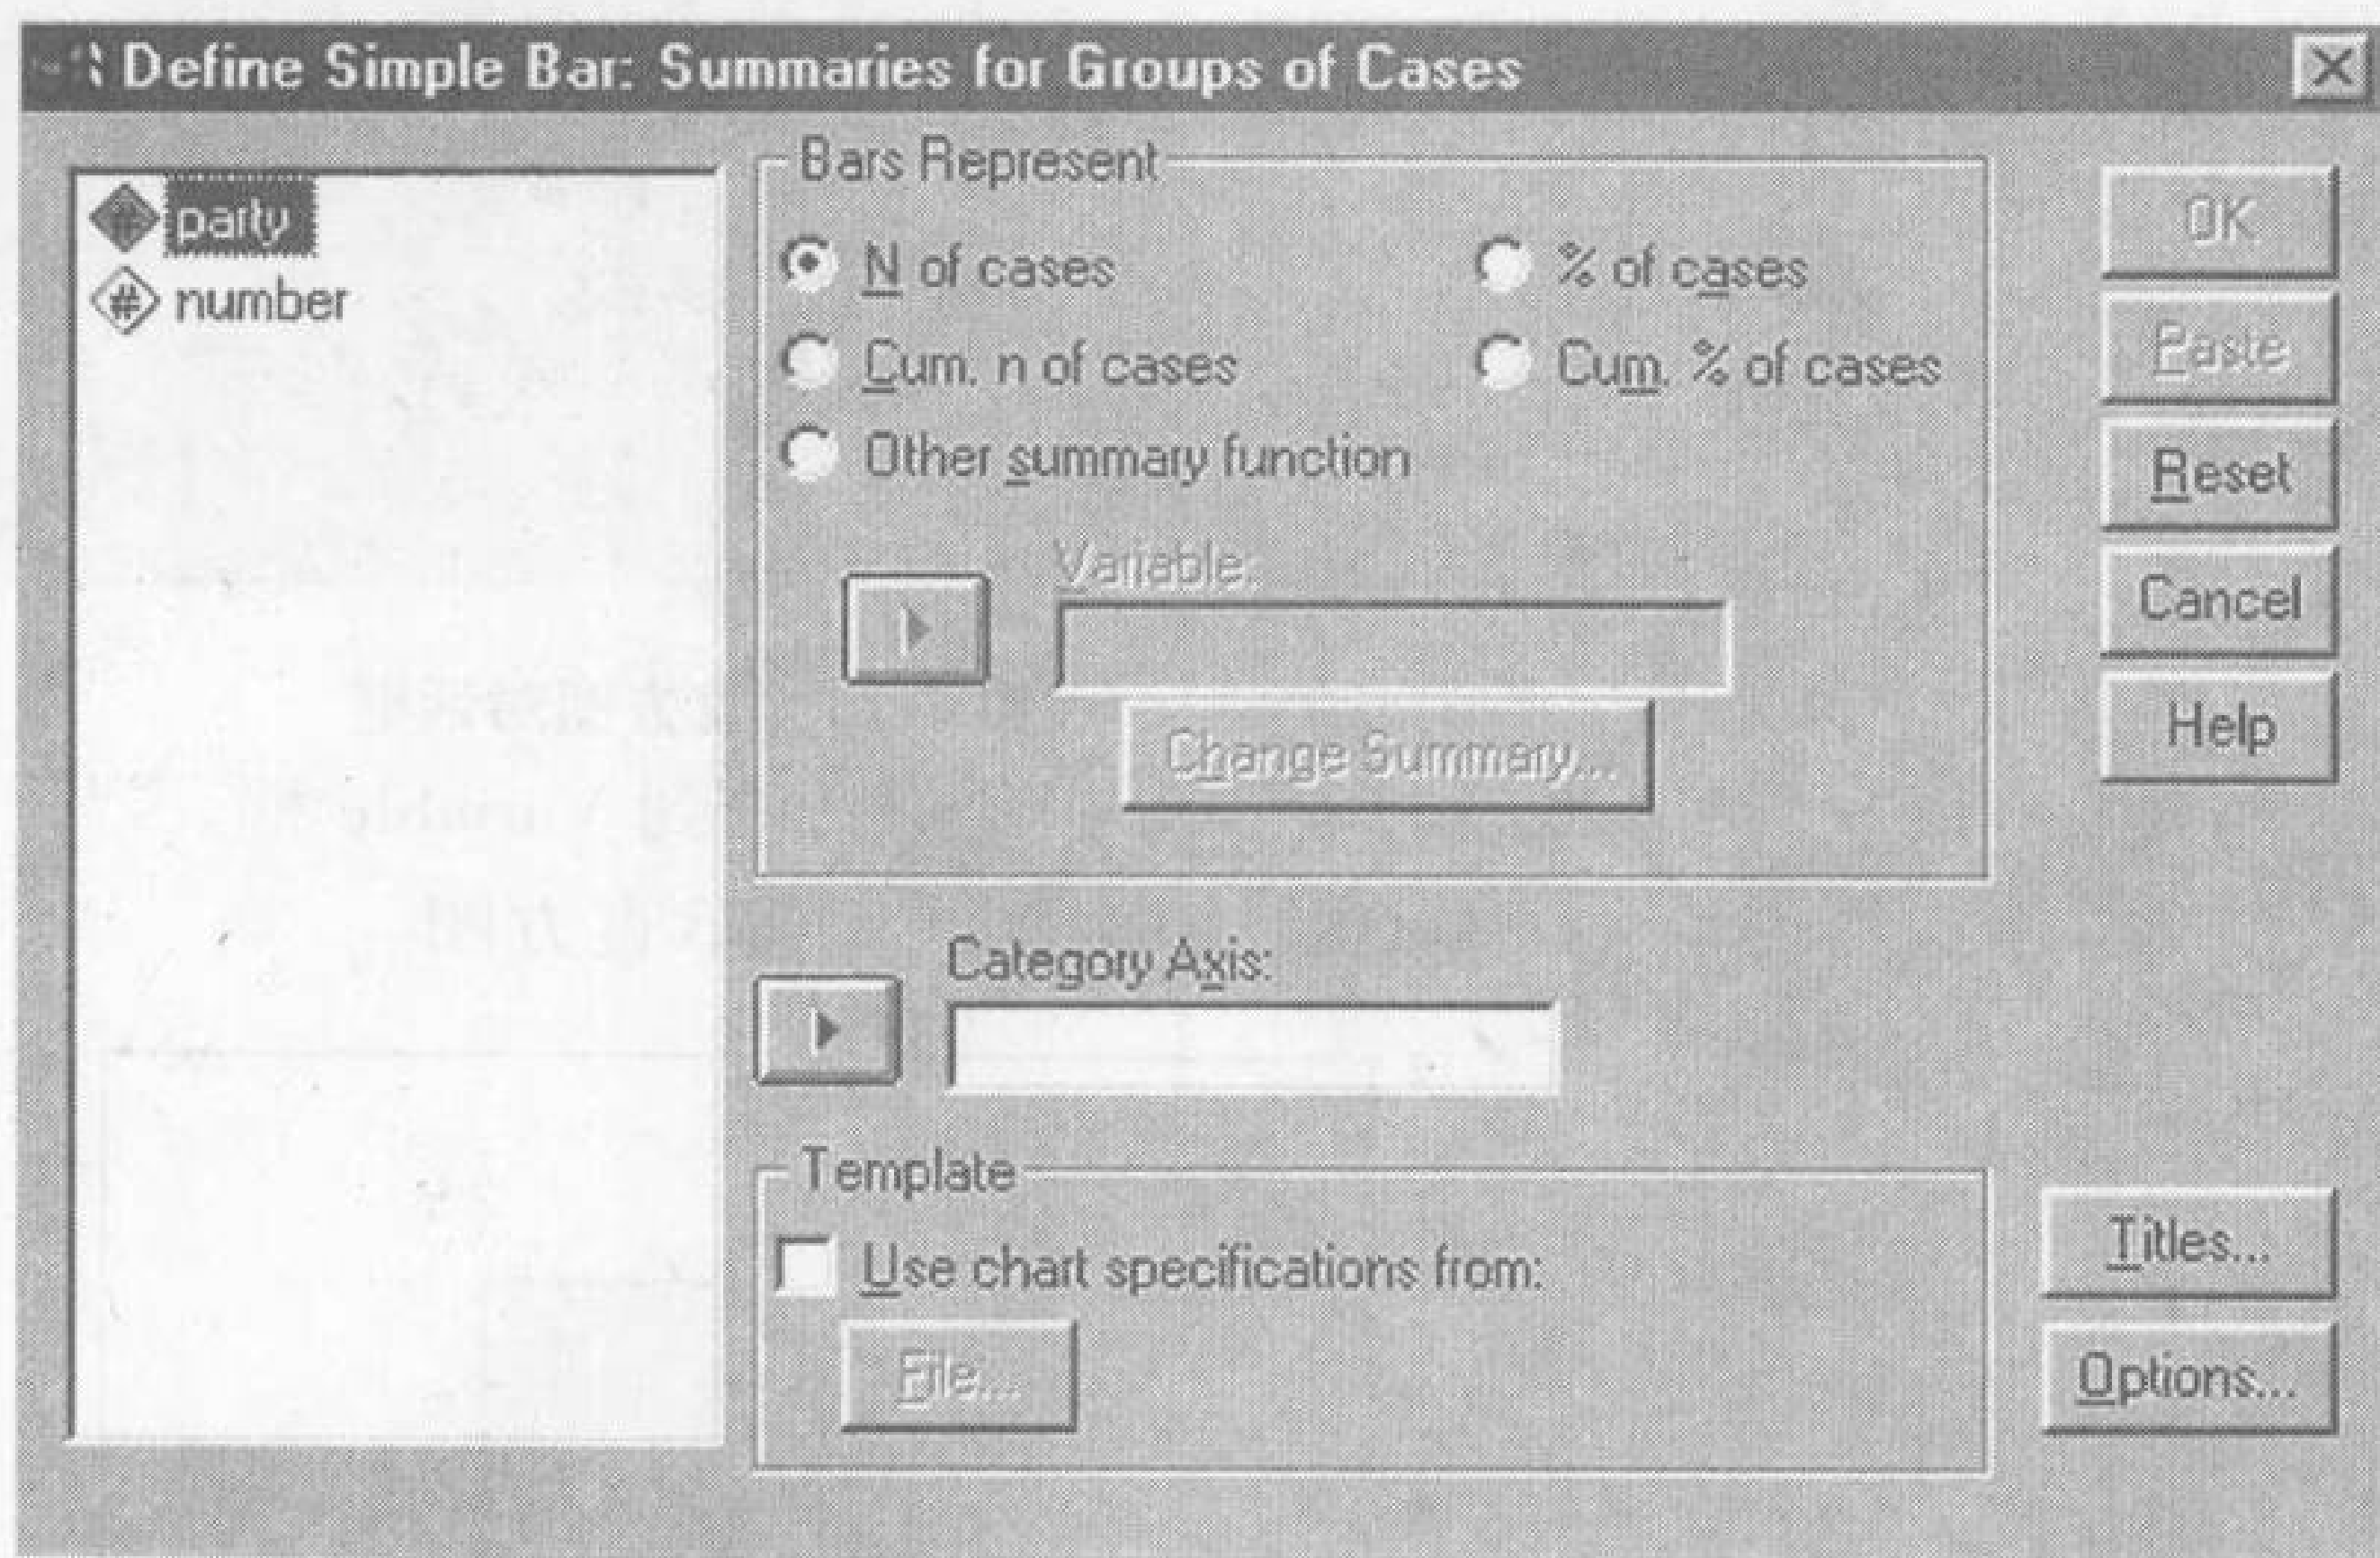 Define Simple Bar: Summaries for Groups of Cases
party
number
Bars Represent
N of cases
% of cases
Cum. n of cases
Cum. % of cases
Other summary function
Variable:
Change Summary...
Category Axis:
Template
Use chart specifications from:
File...
OK
Paste
Reset
Cancel
Help
Titles...
Options...